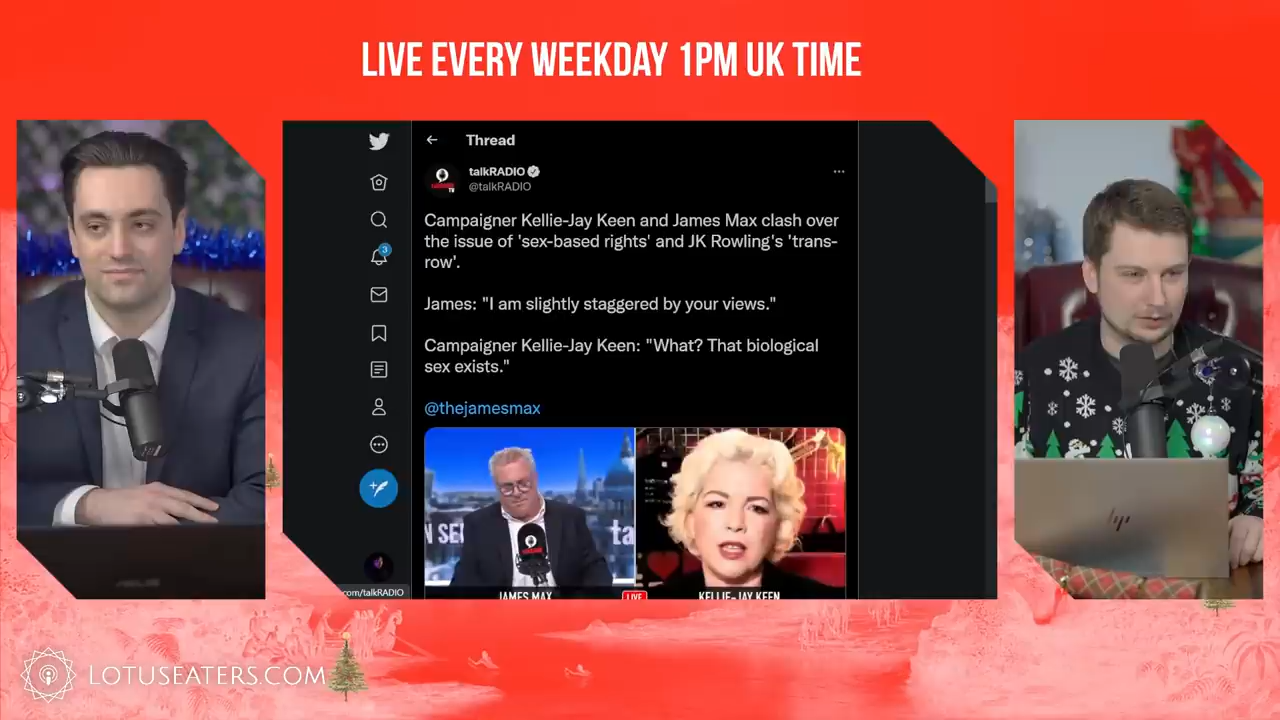 LIVE EVERY WEEKDAY 1PM UK TIME
Thread
talkRADIO
@talkRADIO
3
Campaigner Kellie-Jay Keen and James Max clash over
the issue of 'sex-based rights' and JK Rowling's 'trans-
row'.
James: "I am slightly staggered by your views."
Campaigner Kellie-Jay Keen: "What? That biological
sex exists."
@thejamesmax
JAMES MAX
LIVE
KELLIE-JAY KEEN
com/talkRADIO
hp
LOTUSEATERS.COM